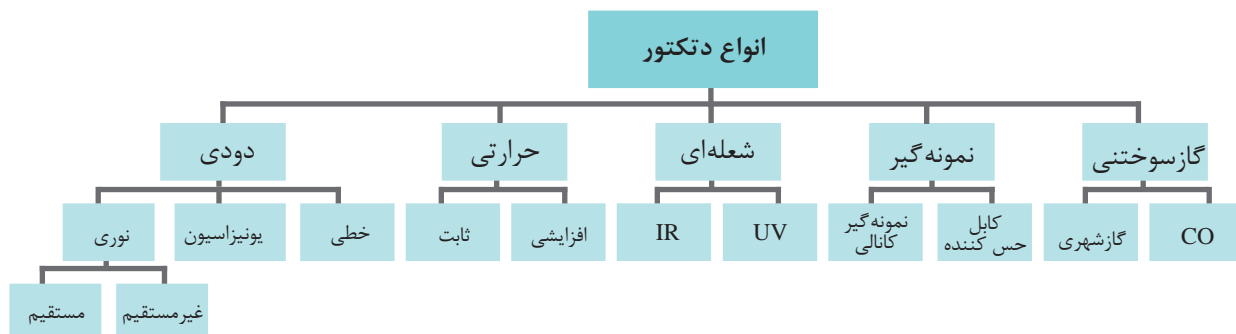 انواع دتکتور
گازسوختنی
نمونه‌گیر
شعله‌ای
حرارتی
دودی
CO
گازشهری
کابل
حس کننده
نمونه‌گیر
کانالی
UV
IR
افزایشی
ثابت
خطی
یونیزاسیون
نوری
غیرمستقیم
مستقیم